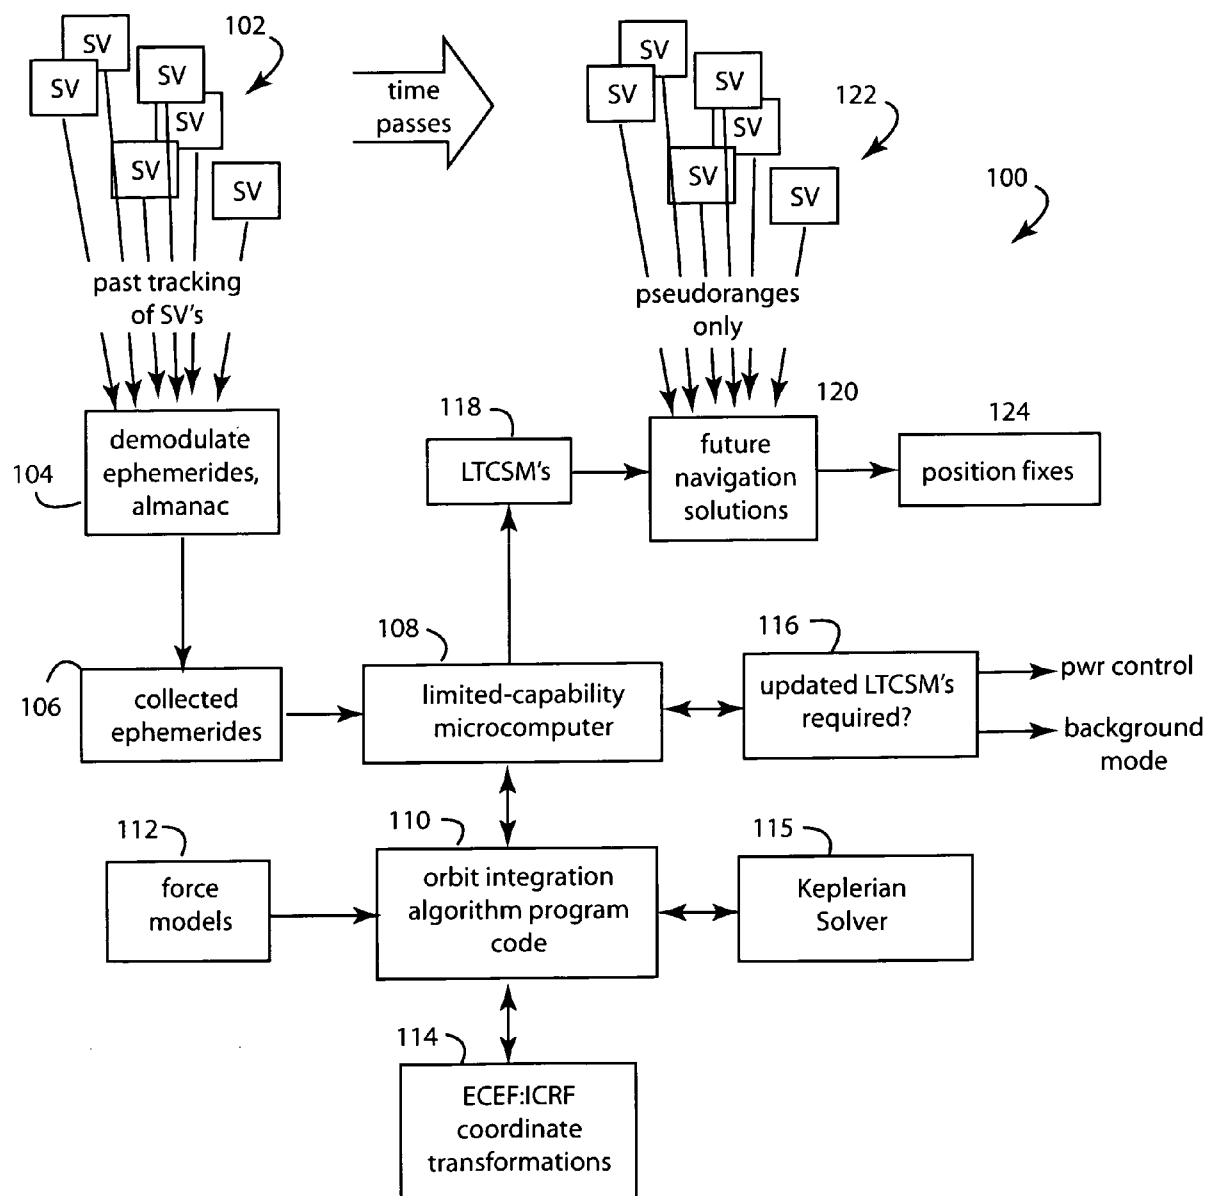 SV
102
SV
SV
SV
SV
SV
time
passes
SV
SV
SV
SV
SV
SV
122
100
past tracking
of SV's
pseudoranges
only
104
demodulate
ephemerides,
almanac
118
LTCSM's
120
future
navigation
solutions
124
position fixes
106
collected
ephemerides
108
limited-capability
microcomputer
116
updated LTCSM's
required?
pwr control
background
mode
112
force
models
110
orbit integration
algorithm program
code
115
Keplerian
Solver
114
ECEF:ICRF
coordinate
transformations